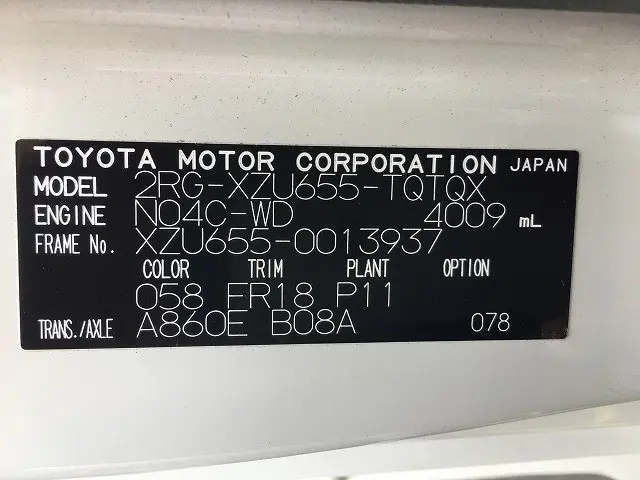 TOYOTA MOTOR CORPORATION JAPAN
MODEL 2RG-XZU655-TQTQX
ENGINE N04C-WD 4009 mL
FRAME No. XZU655-0013937
COLOR TRIM PLANT OPTION
058 FR18 P11
TRANS./AXLE A860E B08A 078